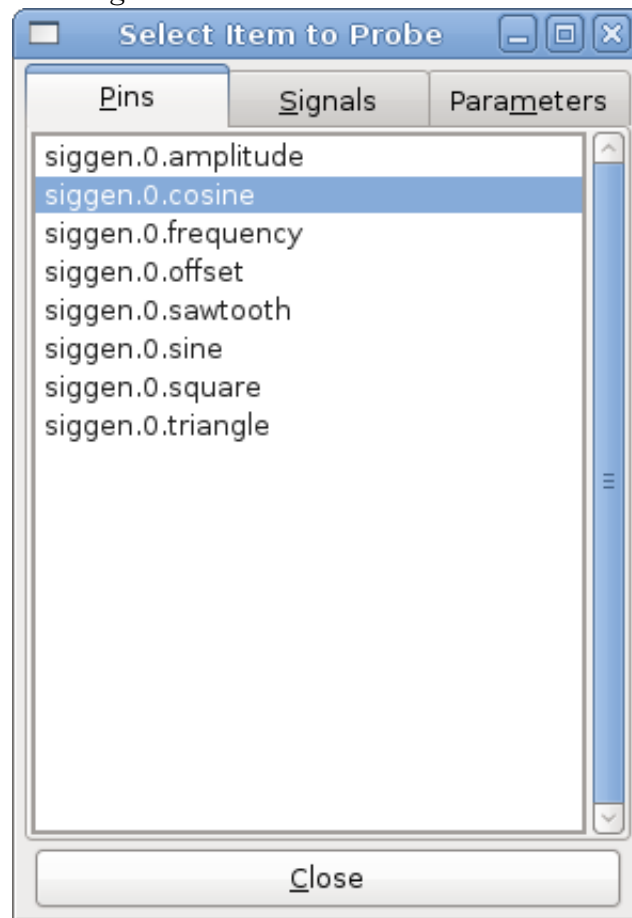 Select Item to Probe
Pins Signals Parameters
siggen.0.amplitude
siggen.0.cosine
siggen.0.frequency
siggen.0.offset
siggen.0.sawtooth
siggen.0.sine
siggen.0.square
siggen.0.triangle
Close